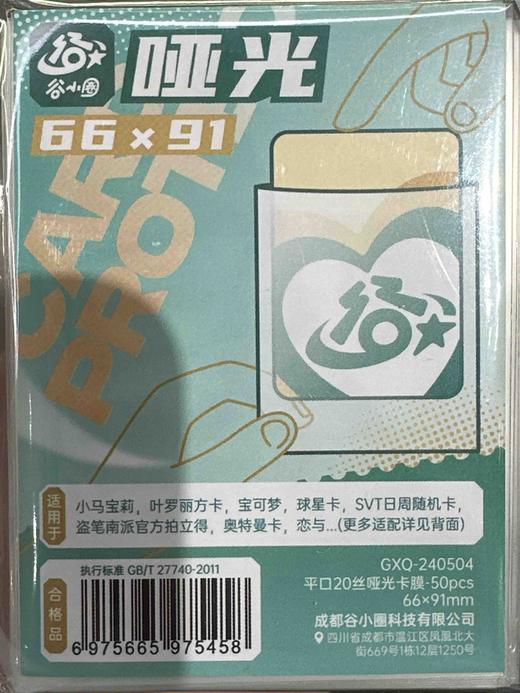 谷小圈
哑光
66×91
CARD
PROTE
谷
适用于
小马宝莉，叶罗丽方卡，宝可梦，球星卡，SVT日周随机卡，
盗笔南派官方拍立得，奥特曼卡，恋与...(更多适配详见背面)
执行标准 GB/T 27740-2011
合格品
6 975665 975458
GXQ-240504
平口20丝哑光卡膜-50pcs
66×91mm
成都谷小圈科技有限公司
四川省成都市温江区凤凰北大
街669号1栋12层1250号